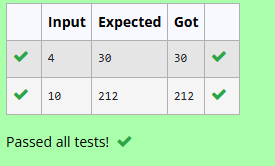 Input Expected Got
4 30 30
10 212 212
Passed all tests!